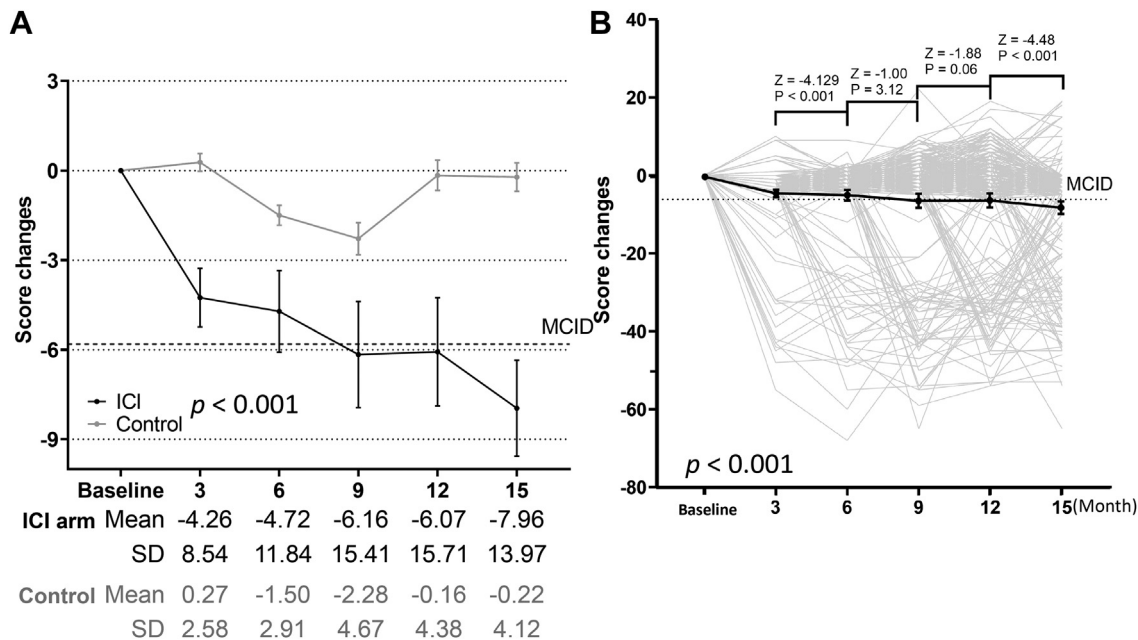 A
3
0
-3
-6
-9
Score changes
MCID
ICI
Control
p < 0.001
Baseline 3 6 9 12 15
ICI arm Mean -4.26 -4.72 -6.16 -6.07 -7.96
SD 8.54 11.84 15.41 15.71 13.97
Control Mean 0.27 -1.50 -2.28 -0.16 -0.22
SD 2.58 2.91 4.67 4.38 4.12
B
40
20
0
-20
-40
-60
-80
Score changes
Z = -4.129
P < 0.001
Z = -1.00
P = 3.12
Z = -1.88
P = 0.06
Z = -4.48
P < 0.001
MCID
p < 0.001
Baseline 3 6 9 12 15(Month)